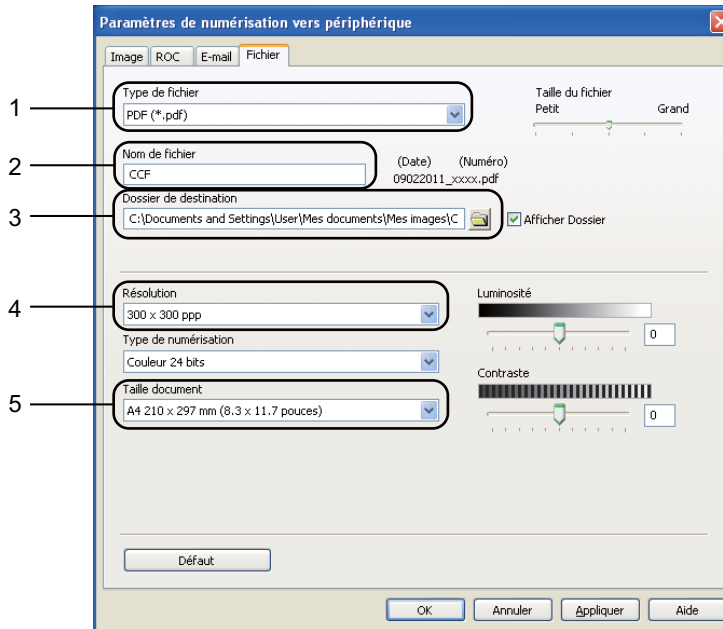 Paramètres de numérisation vers périphérique
Image ROC E-mail Fichier
1
Type de fichier
PDF (*.pdf)
Taille du fichier
Petit Grand
2
Nom de fichier
CCF
(Date) (Numéro)
09022011_xxxx.pdf
3
Dossier de destination
C:\Documents and Settings\User\Mes documents\Mes images\C
Afficher Dossier
4
Résolution
300 x 300 ppp
Luminosité
0
Type de numérisation
Couleur 24 bits
Contraste
0
5
Taille document
A4 210 x 297 mm (8.3 x 11.7 pouces)
Défaut
OK Annuler Appliquer Aide